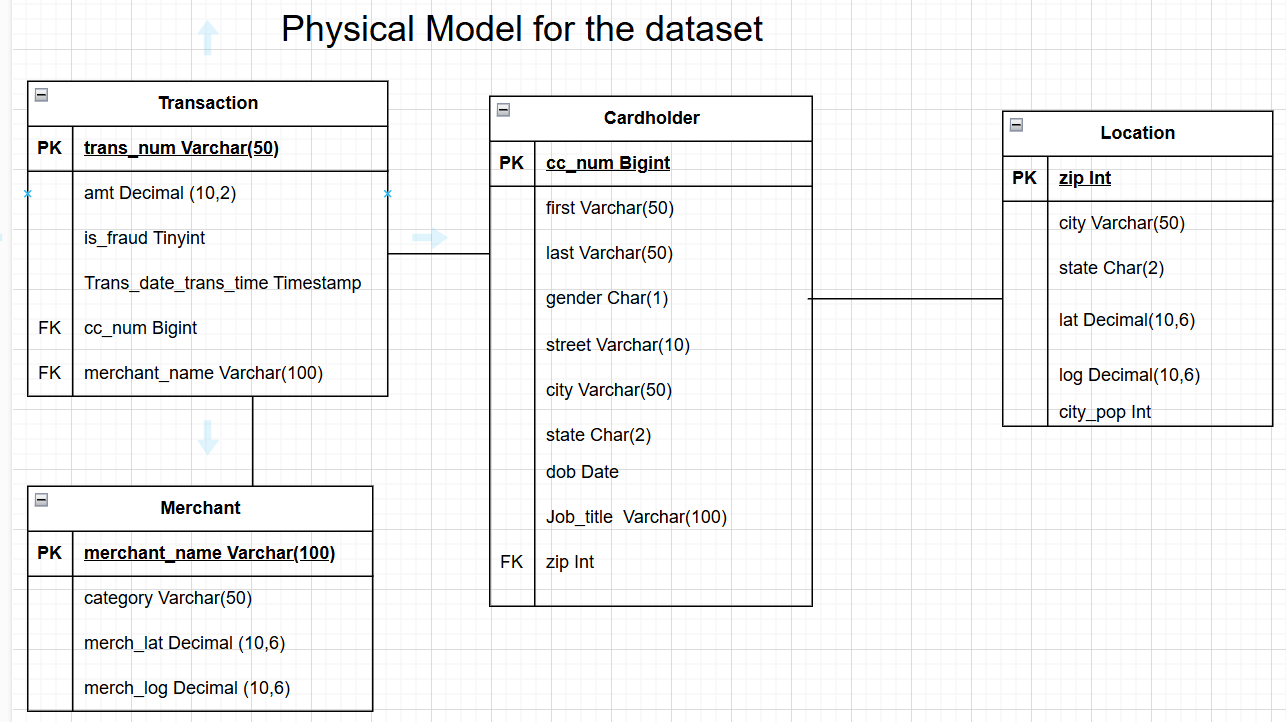 Physical Model for the dataset
Transaction
PK trans_num Varchar(50)
amt Decimal (10,2)
is_fraud Tinyint
Trans_date_trans_time Timestamp
FK cc_num Bigint
FK merchant_name Varchar(100)
Merchant
PK merchant_name Varchar(100)
category Varchar(50)
merch_lat Decimal (10,6)
merch_log Decimal (10,6)
Cardholder
PK cc_num Bigint
first Varchar(50)
last Varchar(50)
gender Char(1)
street Varchar(10)
city Varchar(50)
state Char(2)
dob Date
Job_title  Varchar(100)
FK zip Int
Location
PK zip Int
city Varchar(50)
state Char(2)
lat Decimal(10,6)
log Decimal(10,6)
city_pop Int